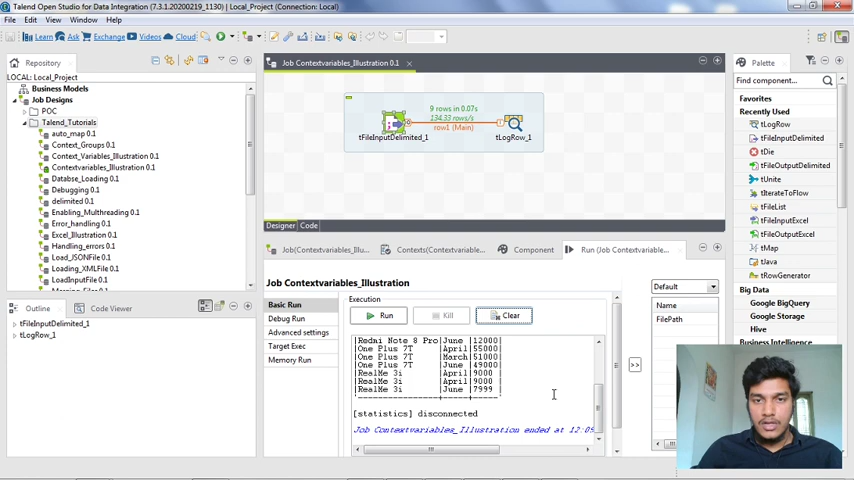 Talend Open Studio for Data Integration (7.3.1.20200219_1130) | Local_Project (Connection: Local)
File Edit View Window Help
Learn Ask Exchange Videos Cloud
Repository
LOCAL: Local_Project
Business Models
Job Designs
POC
Talend_Tutorials
auto_map 0.1
Context_Groups 0.1
Context_Variables_Illustration 0.1
Contextvariables_Illustration 0.1
Databse_Loading 0.1
Debugging 0.1
delimited 0.1
Enabling_Multhreading 0.1
Error_handling 0.1
Excel_Illustration 0.1
Handling_errors 0.1
Load_JSONFile 0.1
Loading_XMLFile 0.1
LoadInputFile 0.1
Outline
Code Viewer
tFileInputDelimited_1
tLogRow_1
Job Contextvariables_Illustration 0.1
9 rows in 0.07s
134.33 rows/s
row1 (Main)
tFileInputDelimited_1
tLogRow_1
Designer Code
Job(Contextvariables_Illu...
Contexts(Contextvariable...
Component
Run (Job Contextvariable...
Job Contextvariables_Illustration
Basic Run
Debug Run
Advanced settings
Target Exec
Memory Run
Execution
Run
Kill
Clear
|Redmi Note 8 Pro|June |12000|
|One Plus 7T |April|55000|
|One Plus 7T |March|51000|
|One Plus 7T |June |49000|
|RealMe 3i |April|9000 |
|RealMe 3i |April|9000 |
|RealMe 3i |June |7999 |
[statistics] disconnected
Job Contextvariables_Illustration ended at 12:05
>>
Default
Name
FilePath
Palette
Find component...
Favorites
Recently Used
tLogRow
tFileInputDelimited
tDie
tFileOutputDelimited
tUnite
tIterateToFlow
tFileList
tFileInputExcel
tFileOutputExcel
tMap
tJava
tRowGenerator
Big Data
Google BigQuery
Google Storage
Hive